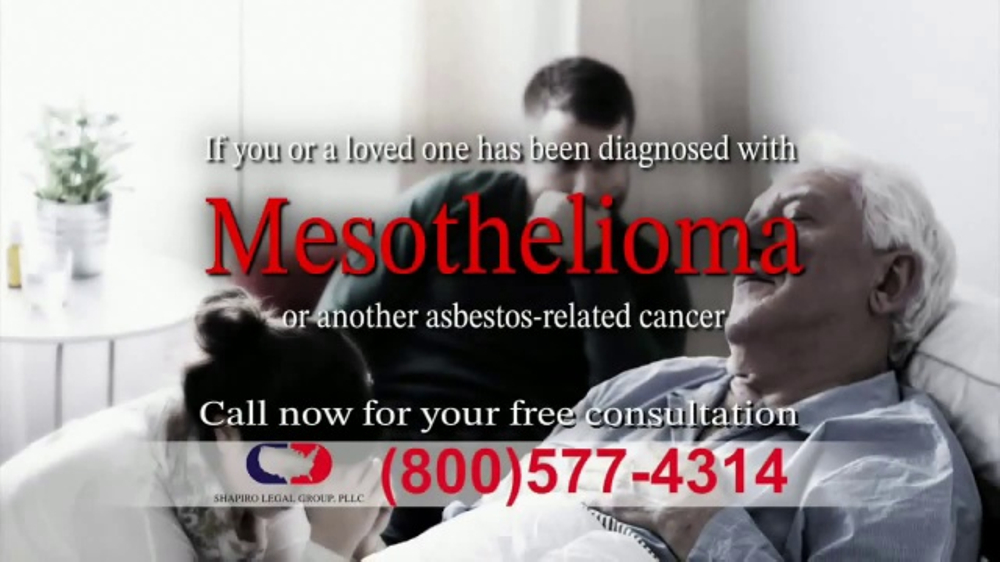 If you or a loved one has been diagnosed with
Mesothelioma
or another asbestos-related cancer
Call now for your free consultation
SHAPIRO LEGAL GROUP, PLLC
(800)577-4314